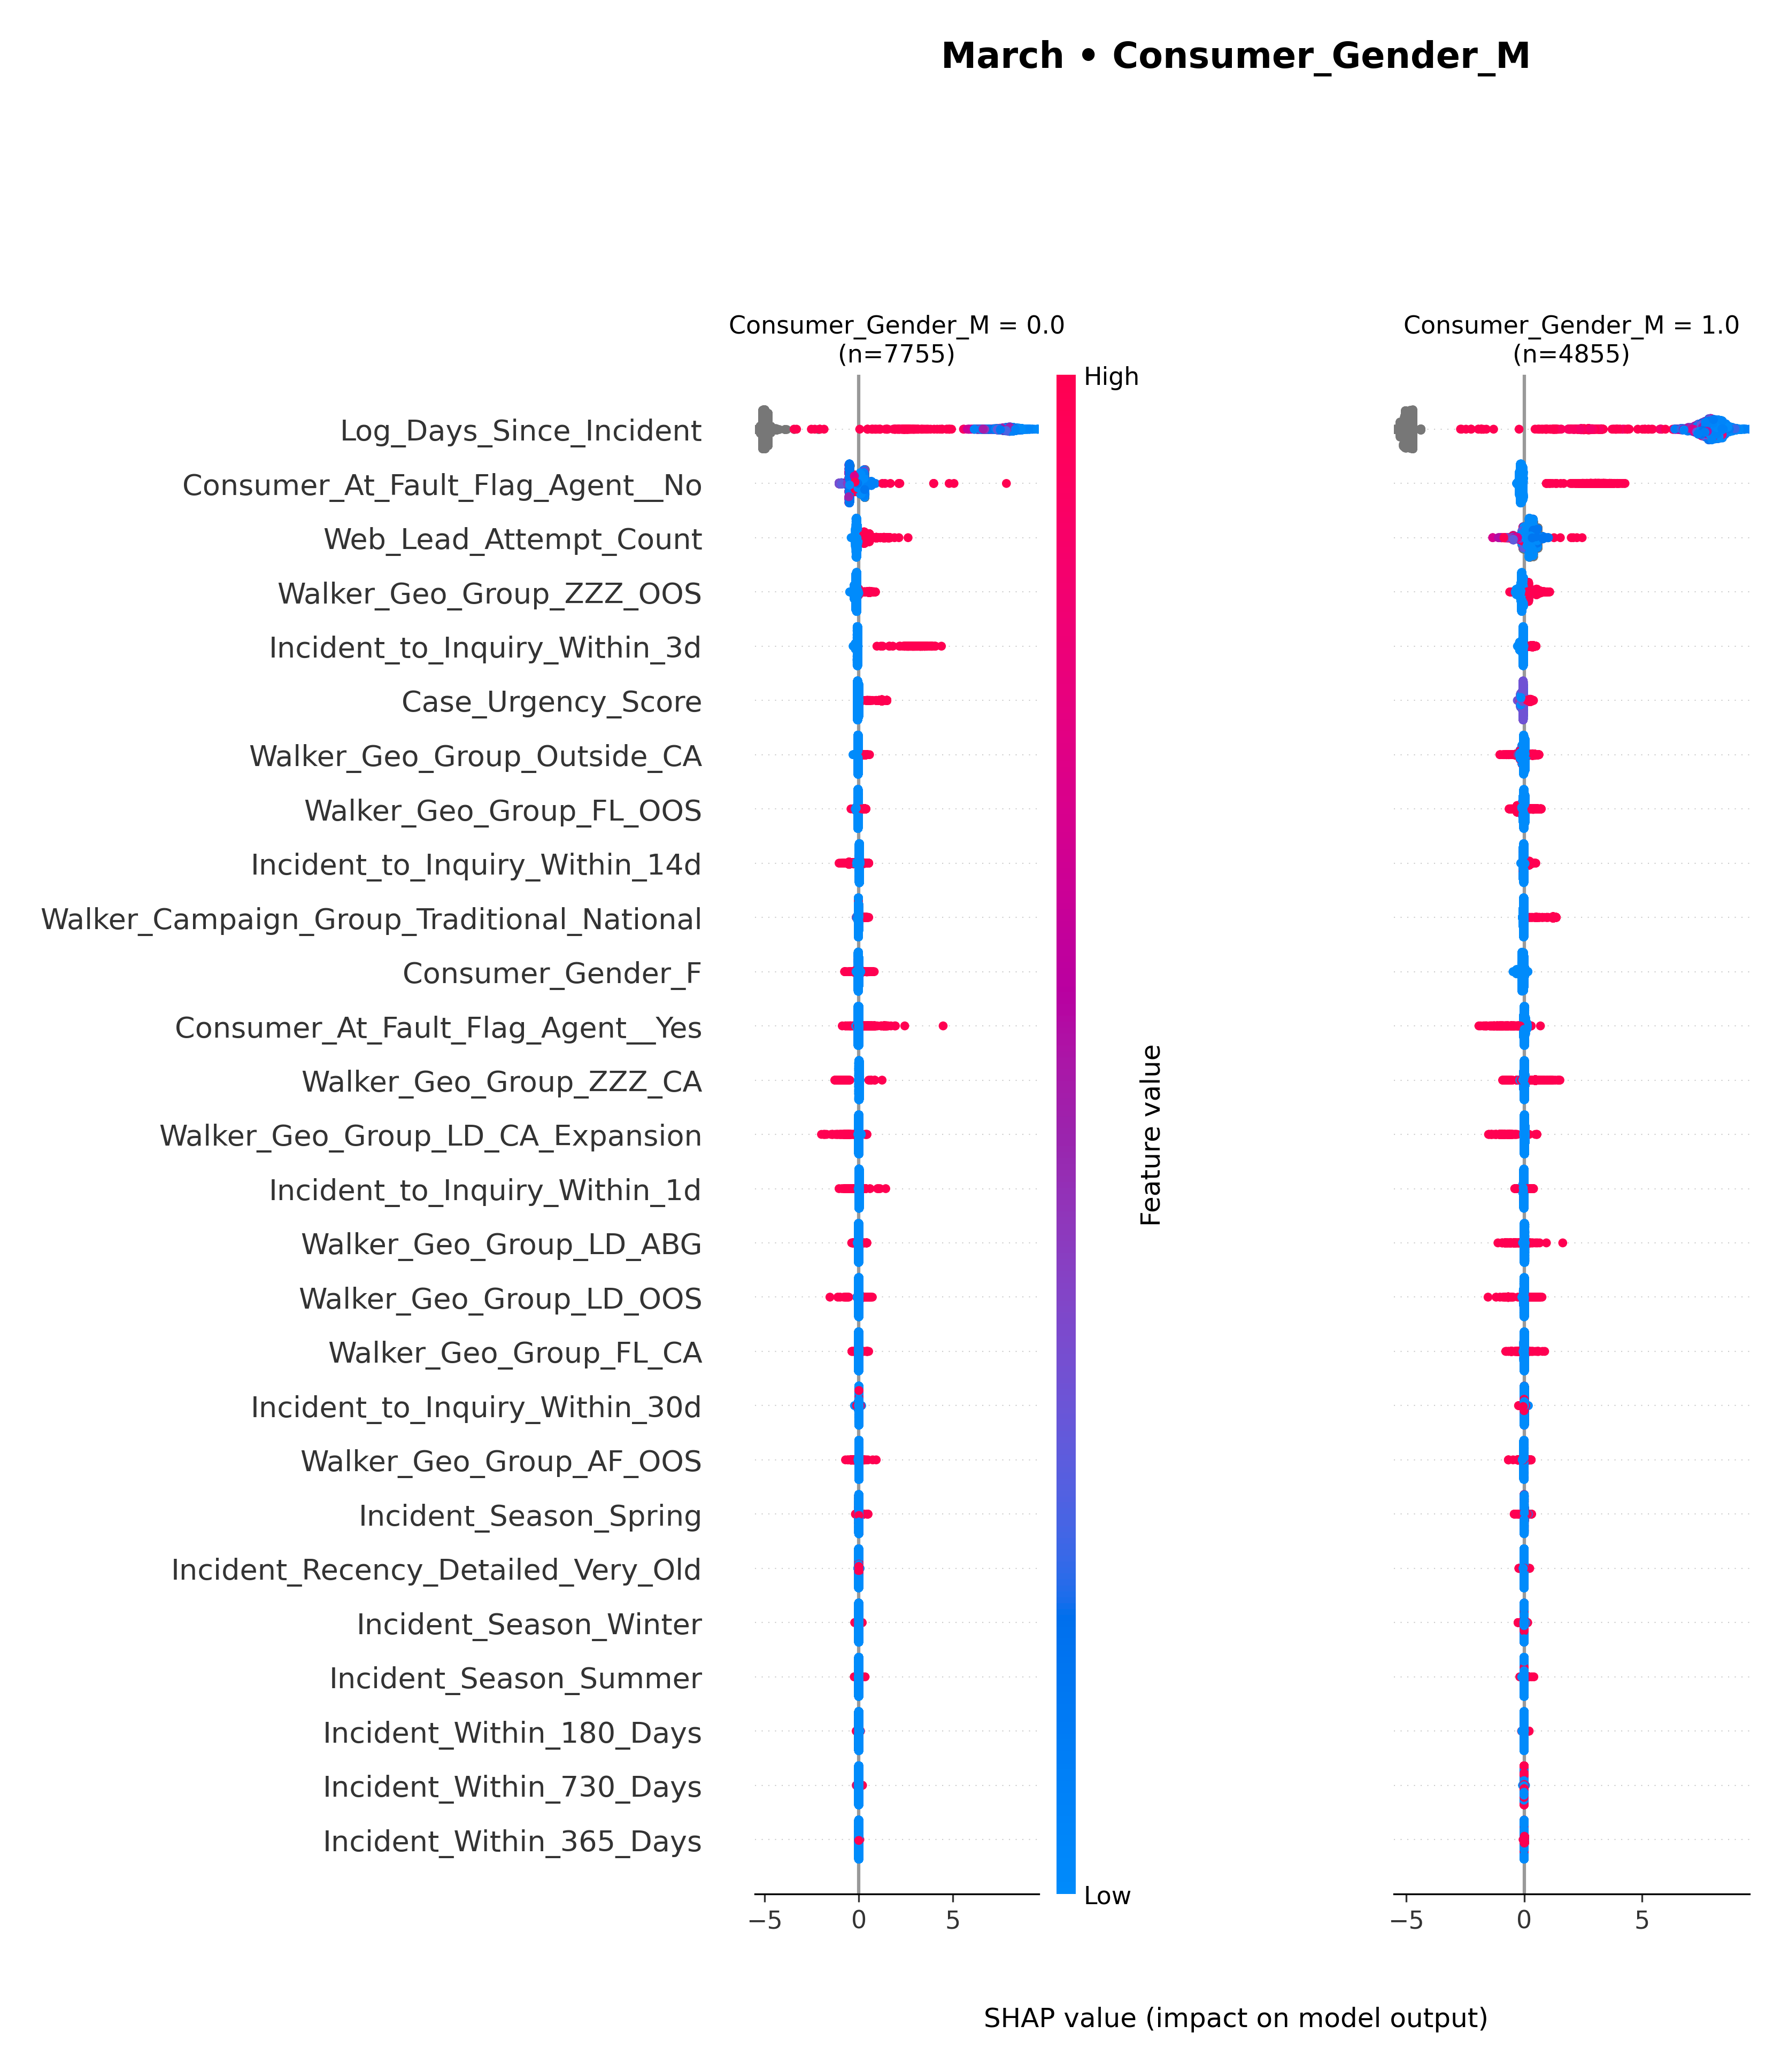 March • Consumer_Gender_M
Consumer_Gender_M = 0.0
(n=7755)
Consumer_Gender_M = 1.0
(n=4855)
High
Log_Days_Since_Incident
Consumer_At_Fault_Flag_Agent__No
Web_Lead_Attempt_Count
Walker_Geo_Group_ZZZ_OOS
Incident_to_Inquiry_Within_3d
Case_Urgency_Score
Walker_Geo_Group_Outside_CA
Walker_Geo_Group_FL_OOS
Incident_to_Inquiry_Within_14d
Walker_Campaign_Group_Traditional_National
Consumer_Gender_F
Consumer_At_Fault_Flag_Agent__Yes
Walker_Geo_Group_ZZZ_CA
Walker_Geo_Group_LD_CA_Expansion
Incident_to_Inquiry_Within_1d
Walker_Geo_Group_LD_ABG
Walker_Geo_Group_LD_OOS
Walker_Geo_Group_FL_CA
Incident_to_Inquiry_Within_30d
Walker_Geo_Group_AF_OOS
Incident_Season_Spring
Incident_Recency_Detailed_Very_Old
Incident_Season_Winter
Incident_Season_Summer
Incident_Within_180_Days
Incident_Within_730_Days
Incident_Within_365_Days
Feature value
Low
−5 0 5
−5 0 5
SHAP value (impact on model output)